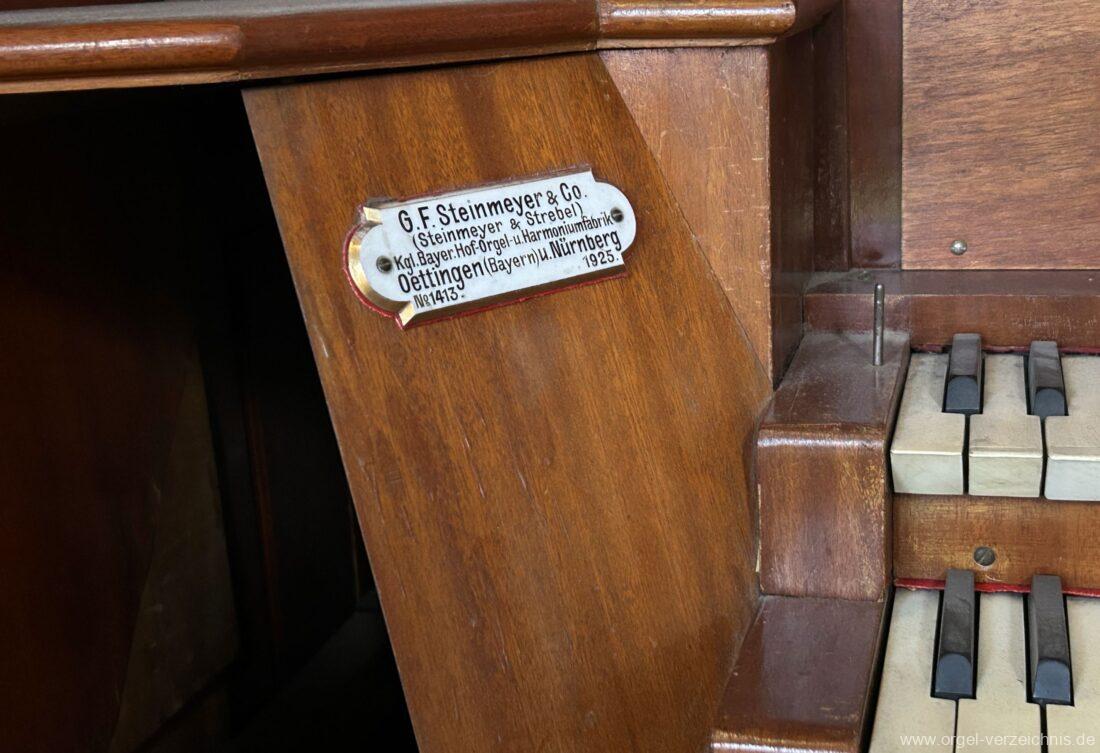 G.F. Steinmeyer & Co.
(Steinmeyer & Strebel)
Kgl. Bayer. Hof-Orgel-u. Harmoniumfabrik
Oettingen (Bayern) u. Nürnberg
No 1413. 1925.
www.orgel-verzeichnis.de